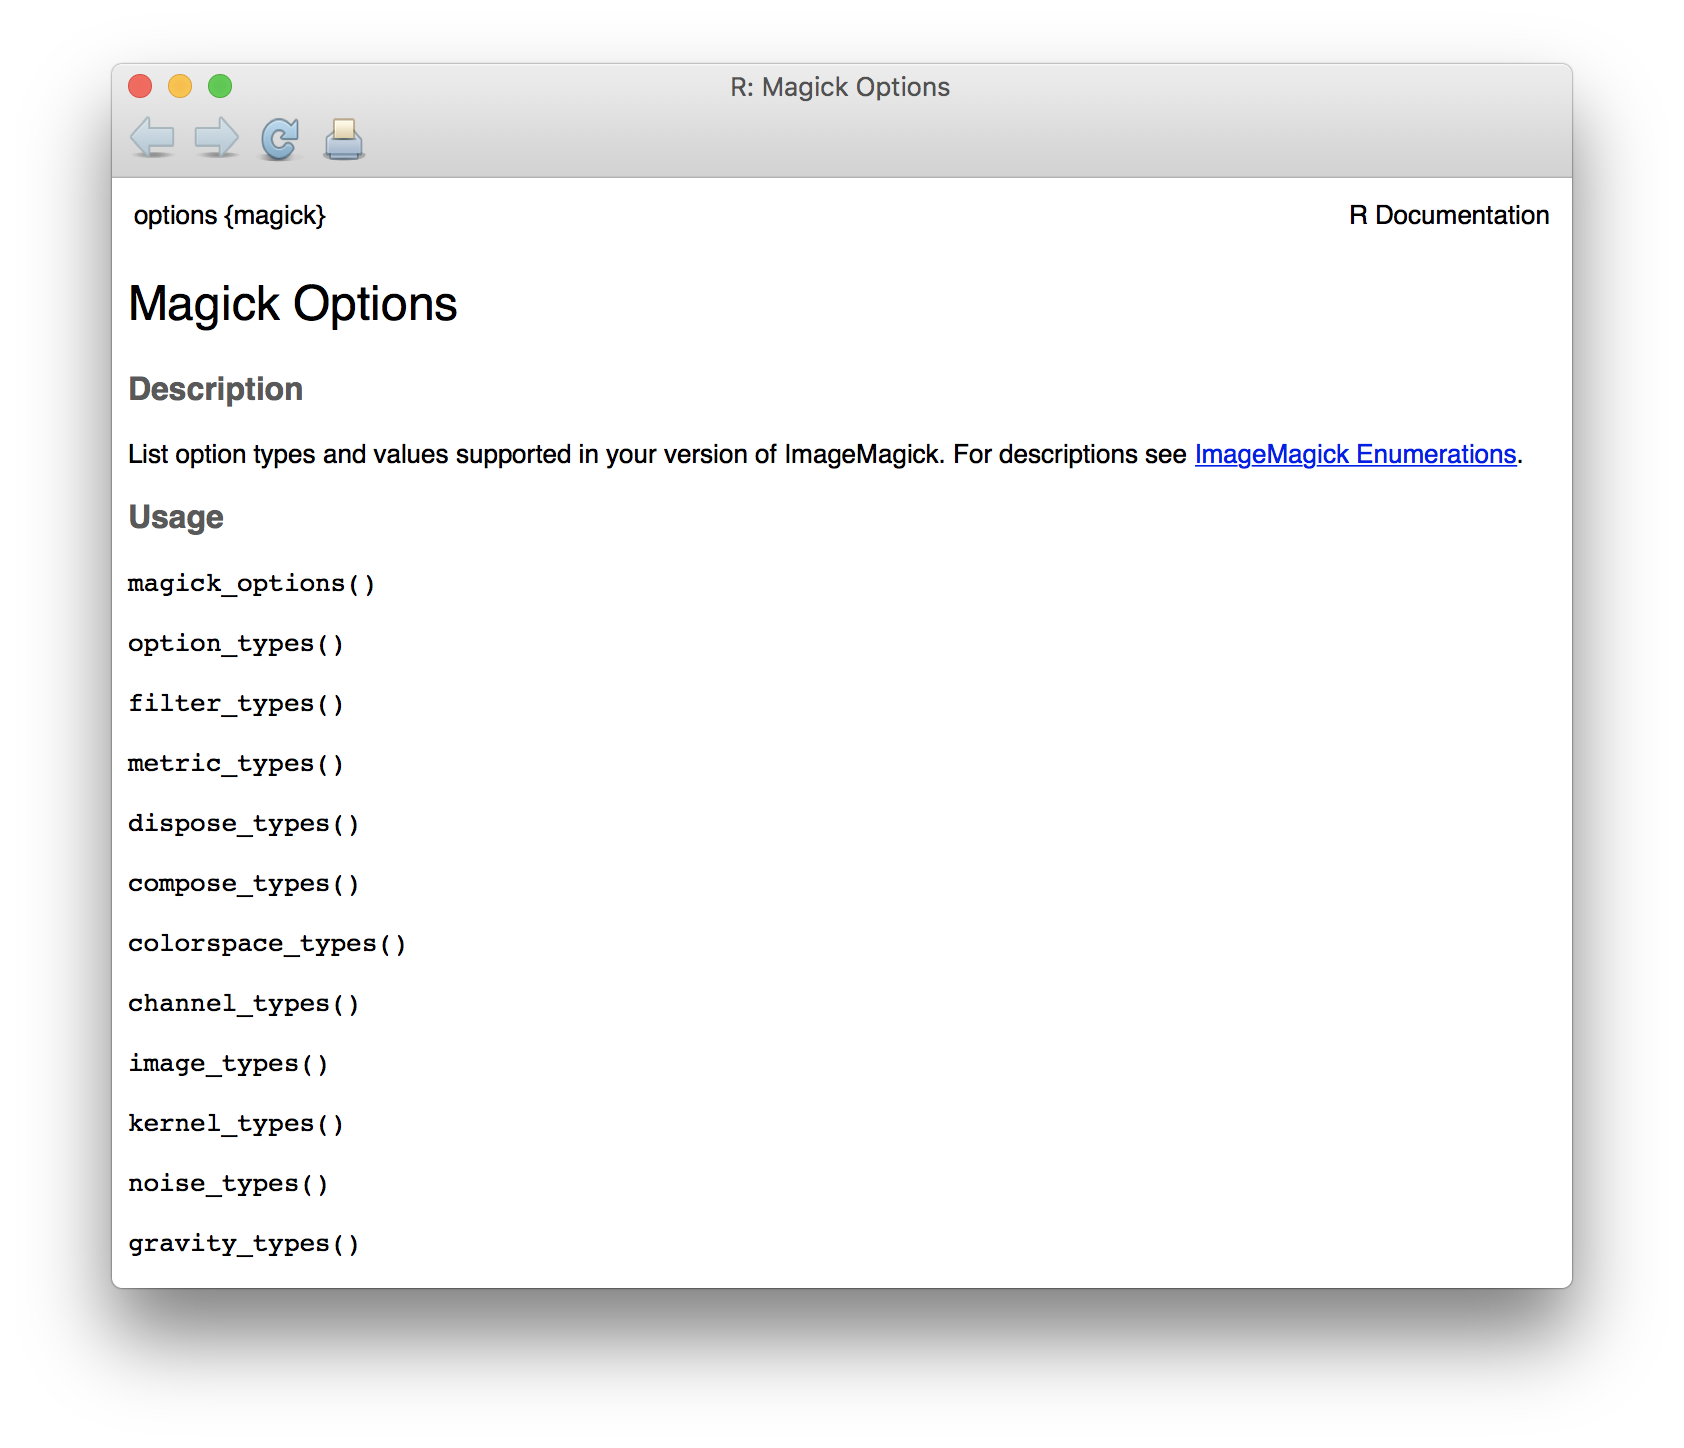 R: Magick Options
options {magick} R Documentation
Magick Options
Description
List option types and values supported in your version of ImageMagick. For descriptions see ImageMagick Enumerations.
Usage
magick_options()
option_types()
filter_types()
metric_types()
dispose_types()
compose_types()
colorspace_types()
channel_types()
image_types()
kernel_types()
noise_types()
gravity_types()